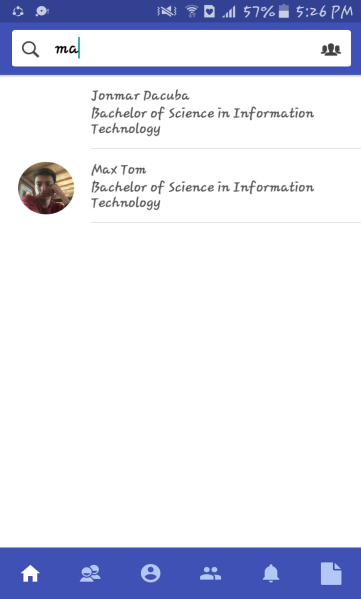 57% 5:26 PM
ma
Jonmar Dacuba
Bachelor of Science in Information
Technology
Max Tom
Bachelor of Science in Information
Technology